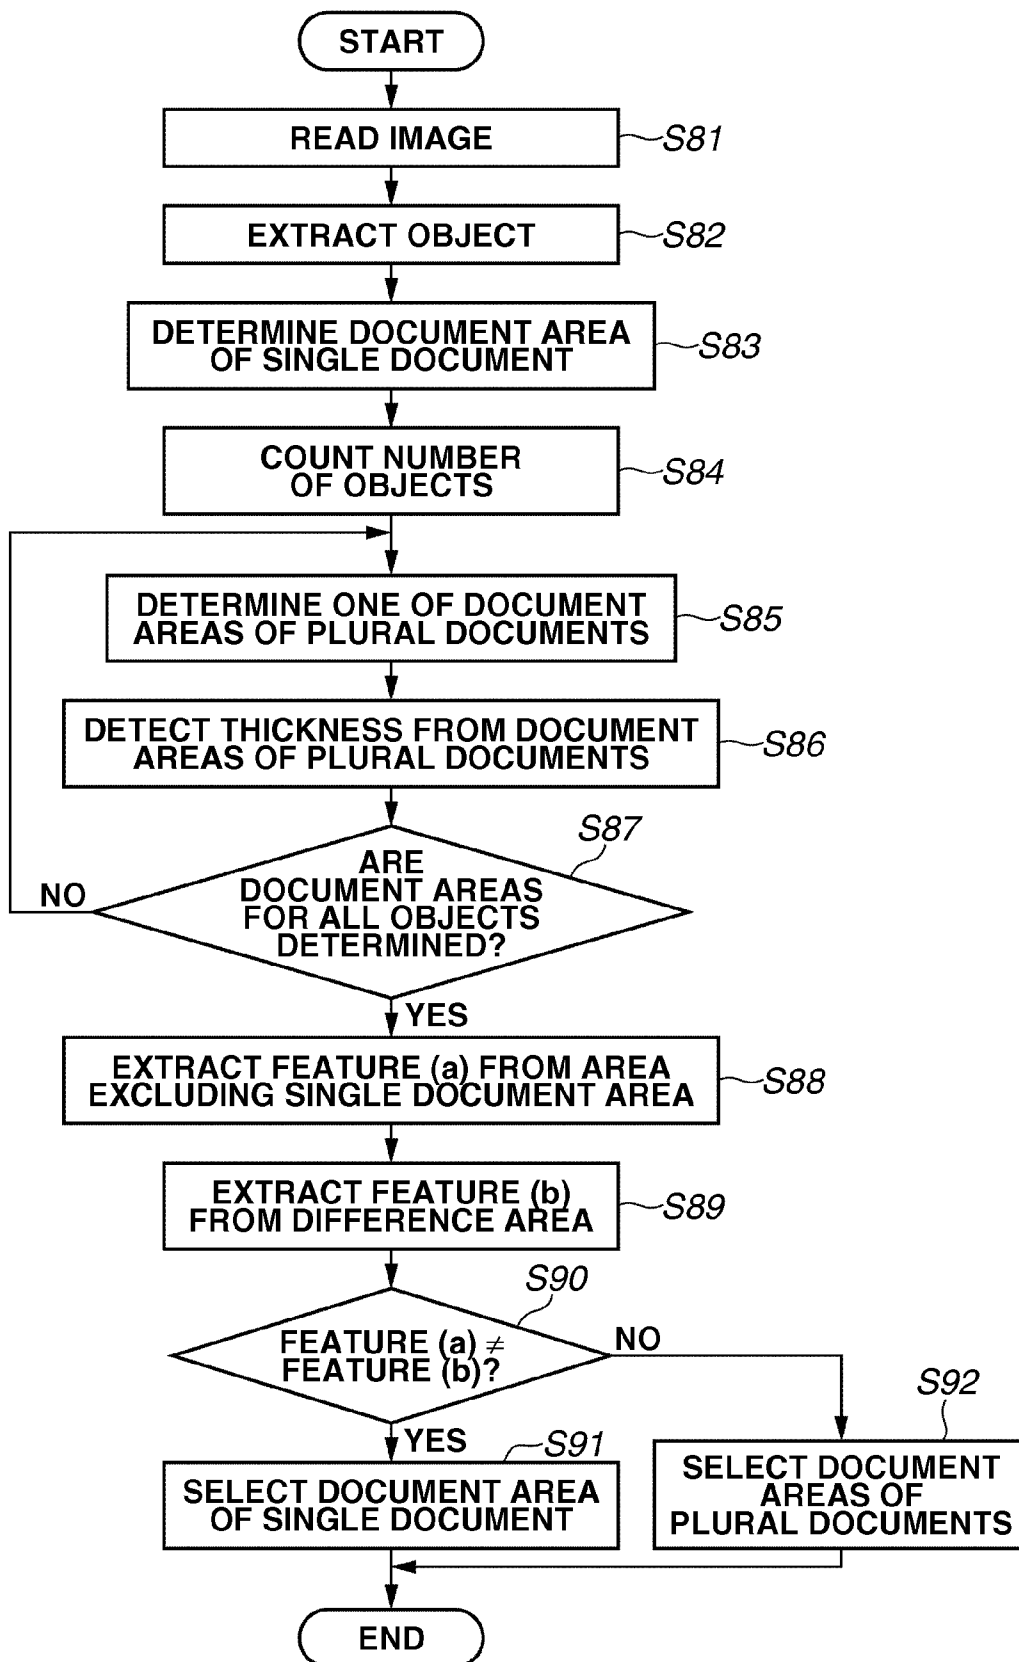 START
READ IMAGE
S81
EXTRACT OBJECT
S82
DETERMINE DOCUMENT AREA
OF SINGLE DOCUMENT
S83
COUNT NUMBER
OF OBJECTS
S84
DETERMINE ONE OF DOCUMENT
AREAS OF PLURAL DOCUMENTS
S85
DETECT THICKNESS FROM DOCUMENT
AREAS OF PLURAL DOCUMENTS
S86
S87
ARE
DOCUMENT AREAS
FOR ALL OBJECTS
DETERMINED?
NO
YES
EXTRACT FEATURE (a) FROM AREA
EXCLUDING SINGLE DOCUMENT AREA
S88
EXTRACT FEATURE (b)
FROM DIFFERENCE AREA
S89
S90
FEATURE (a) ≠
FEATURE (b)?
NO
YES
S91
SELECT DOCUMENT AREA
OF SINGLE DOCUMENT
S92
SELECT DOCUMENT
AREAS OF
PLURAL DOCUMENTS
END